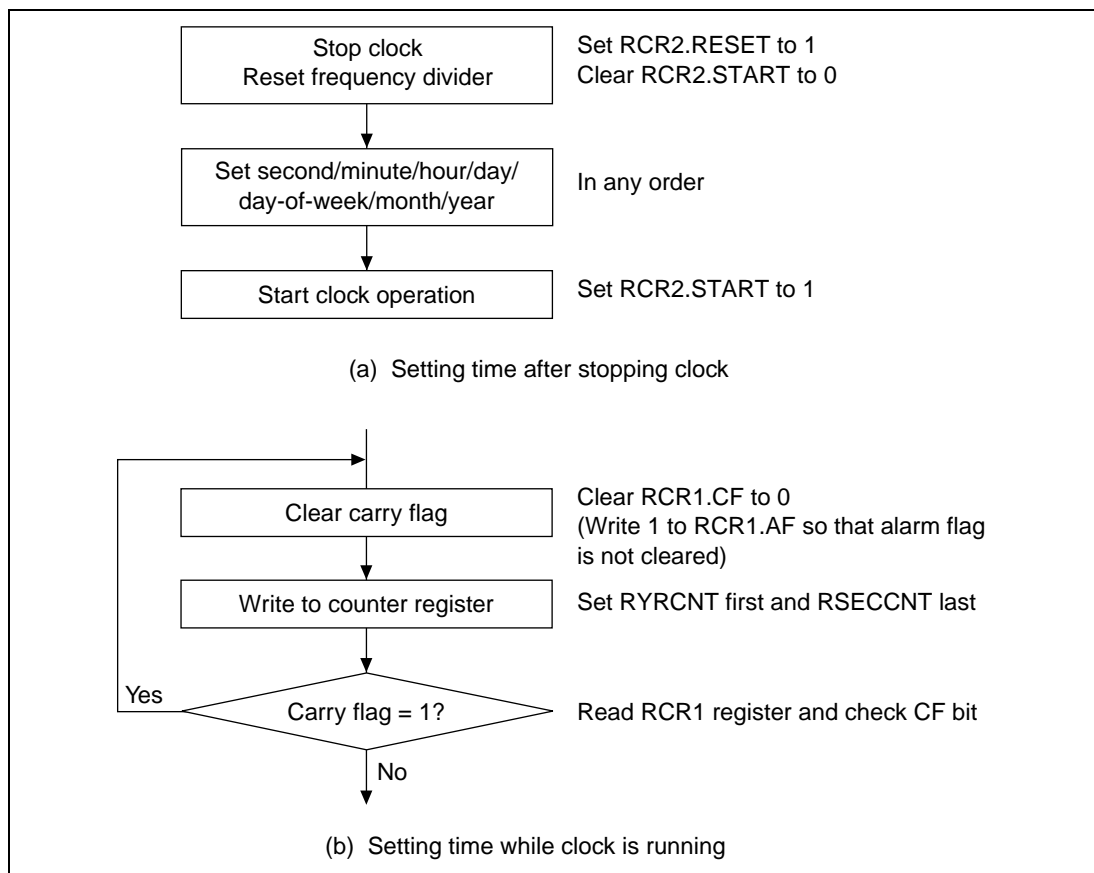 Stop clock
Reset frequency divider
Set RCR2.RESET to 1
Clear RCR2.START to 0
Set second/minute/hour/day/
day-of-week/month/year
In any order
Start clock operation
Set RCR2.START to 1
(a) Setting time after stopping clock
Clear carry flag
Clear RCR1.CF to 0
(Write 1 to RCR1.AF so that alarm flag
is not cleared)
Write to counter register
Set RYRCNT first and RSECCNT last
Yes
Carry flag = 1?
Read RCR1 register and check CF bit
No
(b) Setting time while clock is running